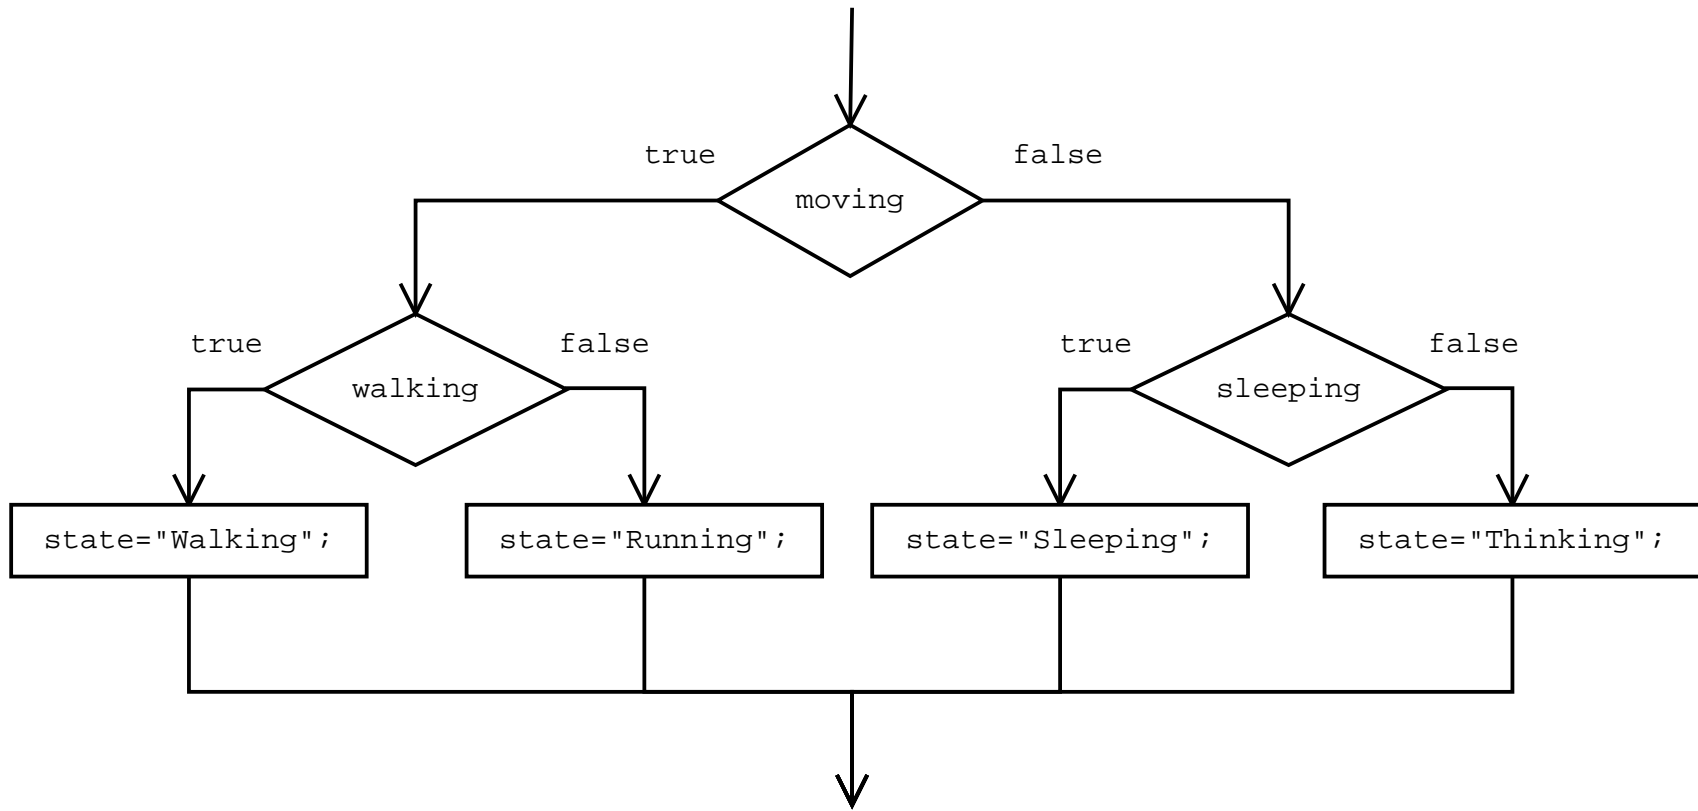 true
false
moving
true
false
true
false
walking
sleeping
state="Walking";
state="Running";
state="Sleeping";
state="Thinking";